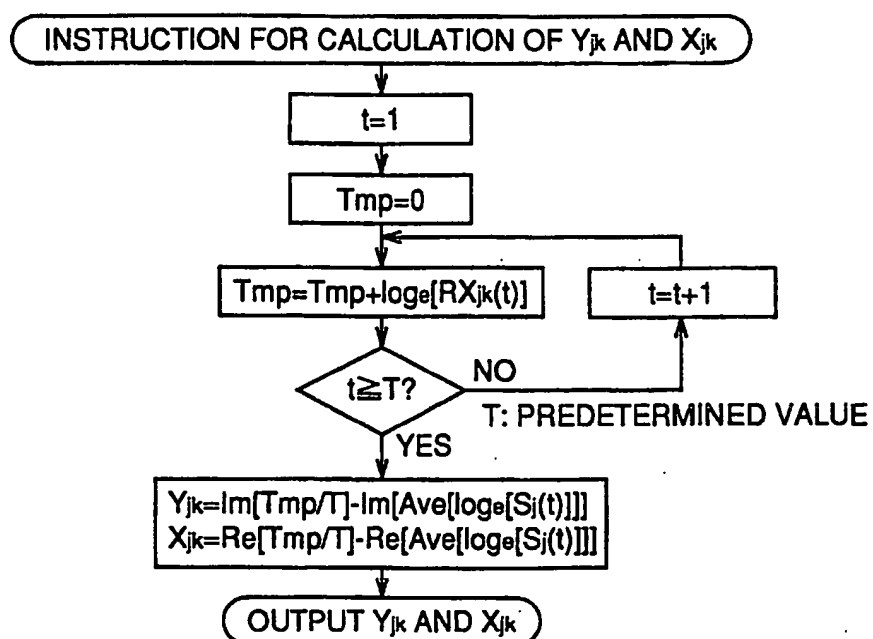 INSTRUCTION FOR CALCULATION OF Yjk AND Xjk
t=1
Tmp=0
Tmp=Tmp+loge[RXjk(t)]
t=t+1
t≧T?
NO
T: PREDETERMINED VALUE
YES
Yjk=Im[Tmp/T]-Im[Ave[loge[Sj(t)]]]
Xjk=Re[Tmp/T]-Re[Ave[loge[Sj(t)]]]
OUTPUT Yjk AND Xjk